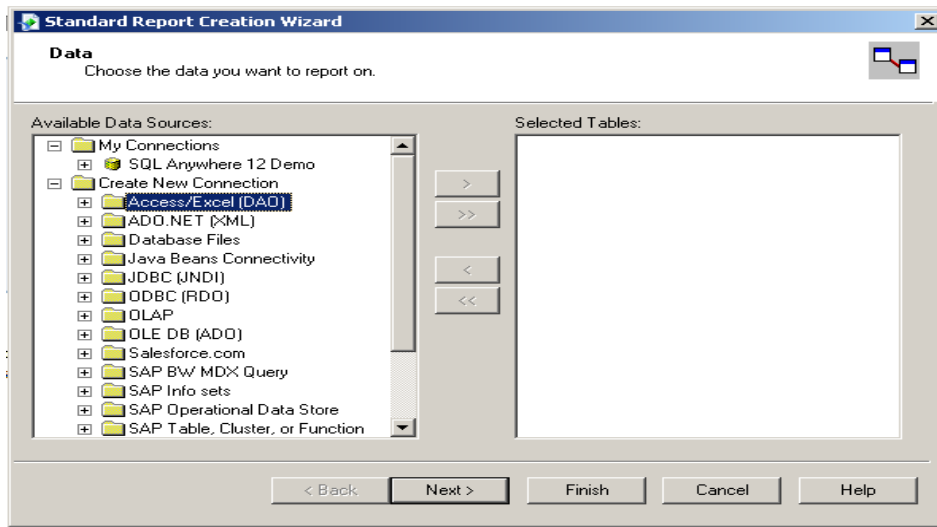 Standard Report Creation Wizard
Data
Choose the data you want to report on.
Available Data Sources:
My Connections
SQL Anywhere 12 Demo
Create New Connection
Access/Excel (DAO)
ADO.NET (XML)
Database Files
Java Beans Connectivity
JDBC (JNDI)
ODBC (RDO)
OLAP
OLE DB (ADO)
Salesforce.com
SAP BW MDX Query
SAP Info sets
SAP Operational Data Store
SAP Table, Cluster, or Function
>
>>
<
<<
Selected Tables:
< Back
Next >
Finish
Cancel
Help